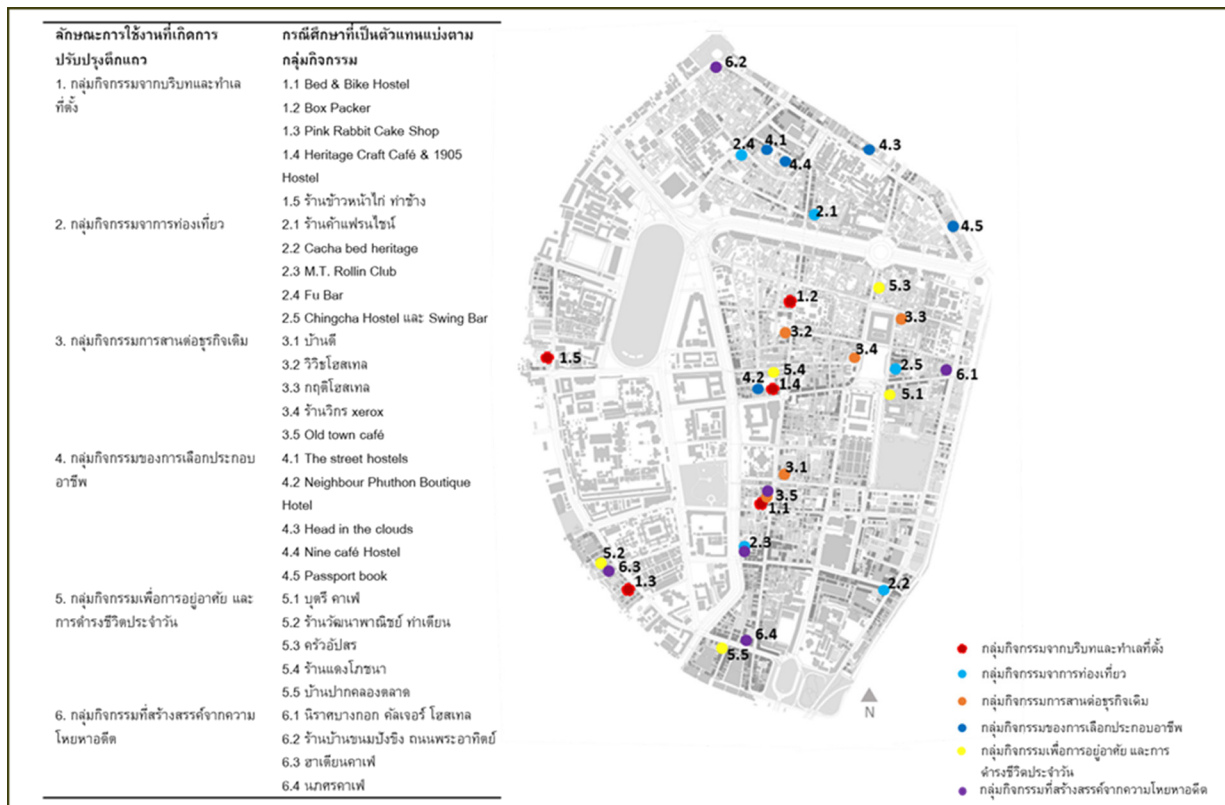 ลักษณะการใช้งานที่เกิดการ
ปรับปรุงตึกแถว
กรณีศึกษาที่เป็นตัวแทนแบ่งตาม
กลุ่มกิจกรรม
1. กลุ่มกิจกรรมจากบริบทและทำเล
ที่ตั้ง
1.1 Bed & Bike Hostel
1.2 Box Packer
1.3 Pink Rabbit Cake Shop
1.4 Heritage Craft Café & 1905
Hostel
1.5 ร้านข้าวหน้าไก่ ท่าช้าง
2. กลุ่มกิจกรรมจาการท่องเที่ยว
2.1 ร้านค้าแฟรนไชน์
2.2 Cacha bed heritage
2.3 M.T. Rollin Club
2.4 Fu Bar
2.5 Chingcha Hostel และ Swing Bar
3. กลุ่มกิจกรรมการสานต่อธุรกิจเดิม
3.1 บ้านดี
3.2 วิวิชโฮสเทล
3.3 กฤตีโฮสเทล
3.4 ร้านวิกร xerox
3.5 Old town café
4. กลุ่มกิจกรรมของการเลือกประกอบ
อาชีพ
4.1 The street hostels
4.2 Neighbour Phuthon Boutique
Hotel
4.3 Head in the clouds
4.4 Nine café Hostel
4.5 Passport book
5. กลุ่มกิจกรรมเพื่อการอยู่อาศัย และ
การดำรงชีวิตประจำวัน
5.1 บุตรี คาเฟ่
5.2 ร้านวัฒนาพาณิชย์ ท่าเตียน
5.3 ครัวอัปสร
5.4 ร้านแดงโภชนา
5.5 บ้านปากคลองตลาด
6. กลุ่มกิจกรรมที่สร้างสรรค์จากความ
โหยหาอดีต
6.1 นิราศบางกอก คัลเจอร์ โฮสเทล
6.2 ร้านบ้านขนมปังขิง ถนนพระอาทิตย์
6.3 ฮาเตียนคาเฟ่
6.4 นภศรคาเฟ่
6.2
4.1
2.4
4.4
4.3
2.1
4.5
5.3
1.2
3.3
3.2
3.4
1.5
5.4
2.5
6.1
4.2
1.4
5.1
3.1
3.5
1.1
2.3
5.2
6.3
1.3
2.2
6.4
5.5
N
กลุ่มกิจกรรมจากบริบทและทำเลที่ตั้ง
กลุ่มกิจกรรมจาการท่องเที่ยว
กลุ่มกิจกรรมการสานต่อธุรกิจเดิม
กลุ่มกิจกรรมของการเลือกประกอบอาชีพ
กลุ่มกิจกรรมเพื่อการอยู่อาศัย และการ
ดำรงชีวิตประจำวัน
กลุ่มกิจกรรมที่สร้างสรรค์จากความโหยหาอดีต